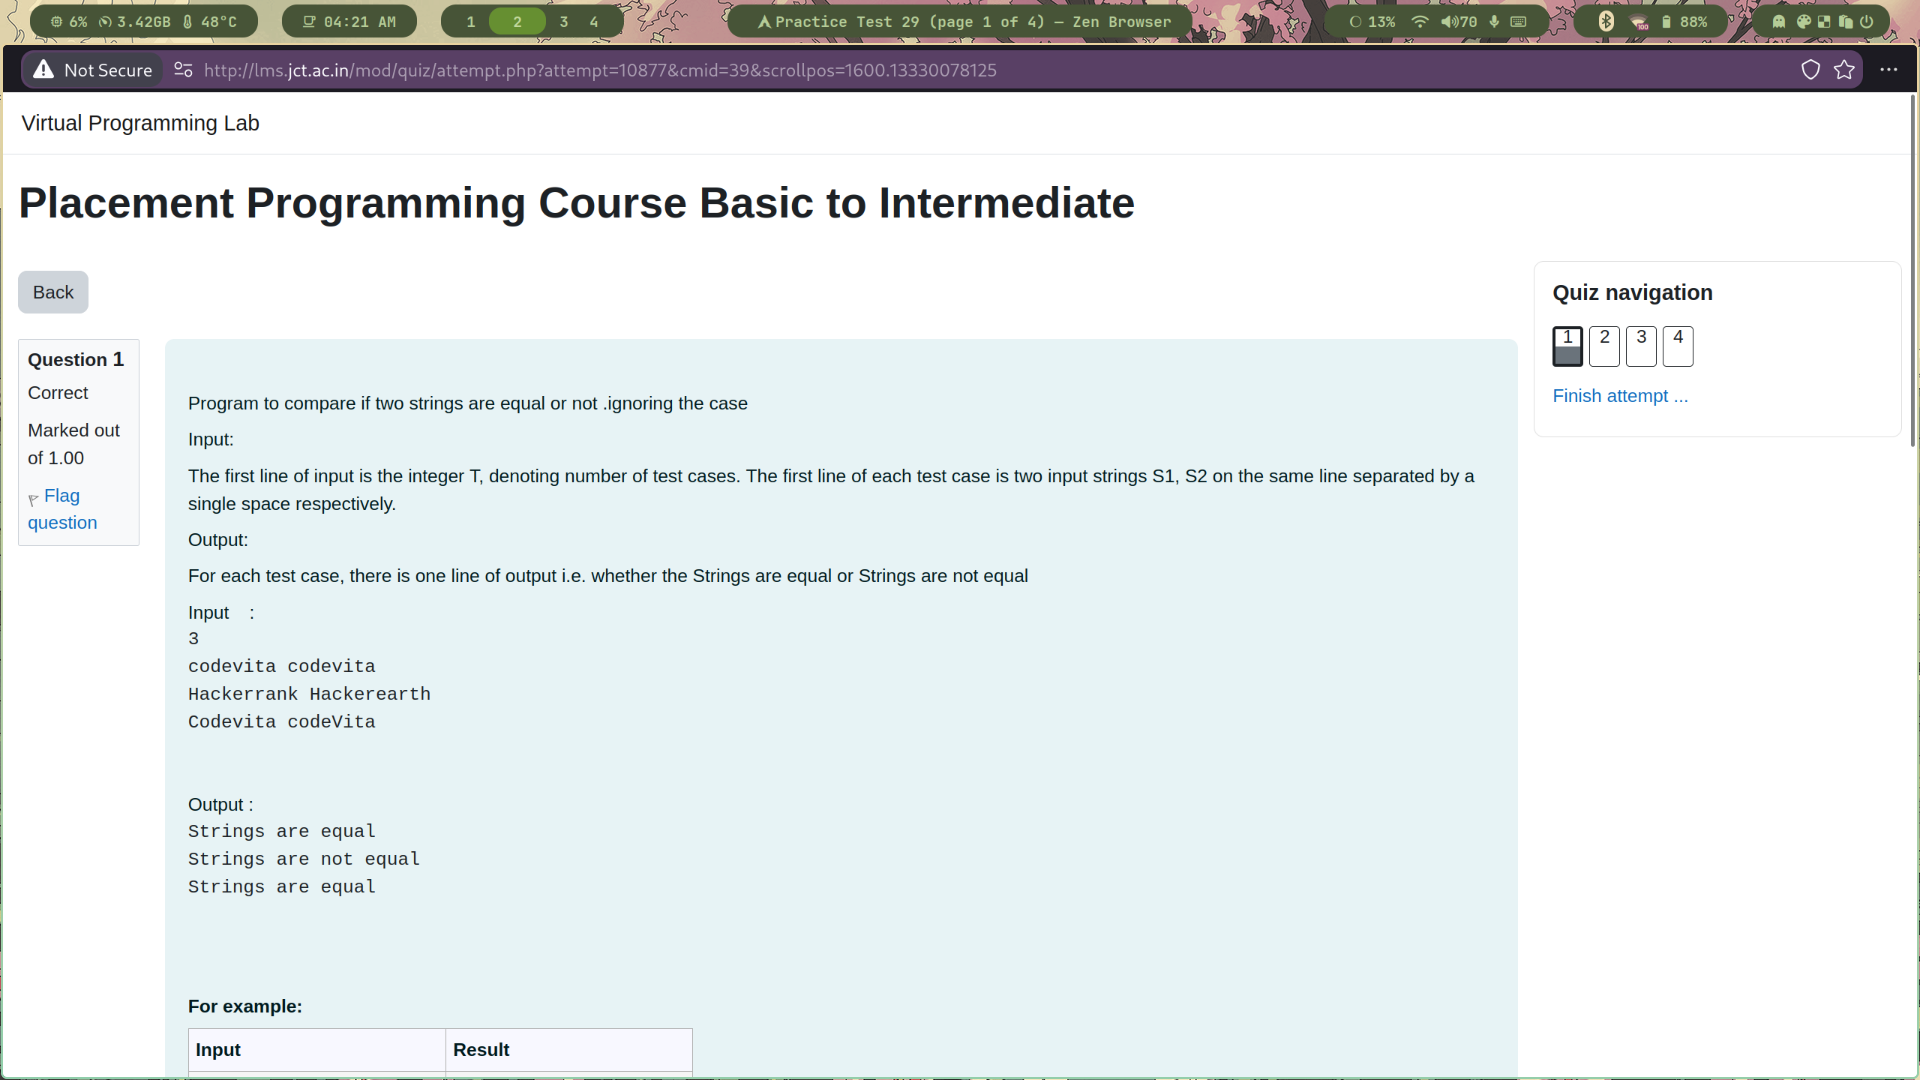 6% 3.42GB 48°C
04:21 AM
1 2 3 4
Practice Test 29 (page 1 of 4) — Zen Browser
13% 70
100 88%
Not Secure http://lms.jct.ac.in/mod/quiz/attempt.php?attempt=10877&cmid=39&scrollpos=1600.13330078125
Virtual Programming Lab
Placement Programming Course Basic to Intermediate
Back
Quiz navigation
1 2 3 4
Finish attempt ...
Question 1
Correct
Marked out
of 1.00
Flag
question
Program to compare if two strings are equal or not .ignoring the case
Input:
The first line of input is the integer T, denoting number of test cases. The first line of each test case is two input strings S1, S2 on the same line separated by a
single space respectively.
Output:
For each test case, there is one line of output i.e. whether the Strings are equal or Strings are not equal
Input :
3
codevita codevita
Hackerrank Hackerearth
Codevita codeVita
Output :
Strings are equal
Strings are not equal
Strings are equal
For example:
Input Result